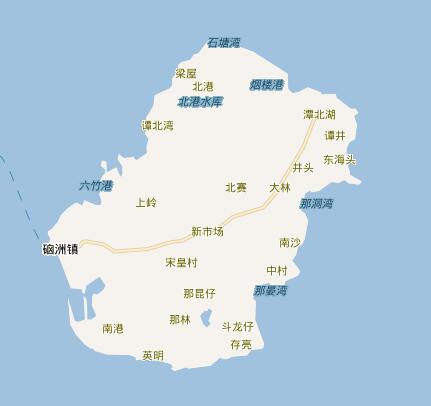 石塘湾
梁屋
北港
烟楼港
北港水库
潭北湖
谭北湾
谭井
东海头
井头
六竹港
北赛
大林
上岭
那洞湾
新市场
南沙
硇洲镇
宋皇村
中村
那昆仔
那晏湾
那林
南港
斗龙仔
存亮
英明